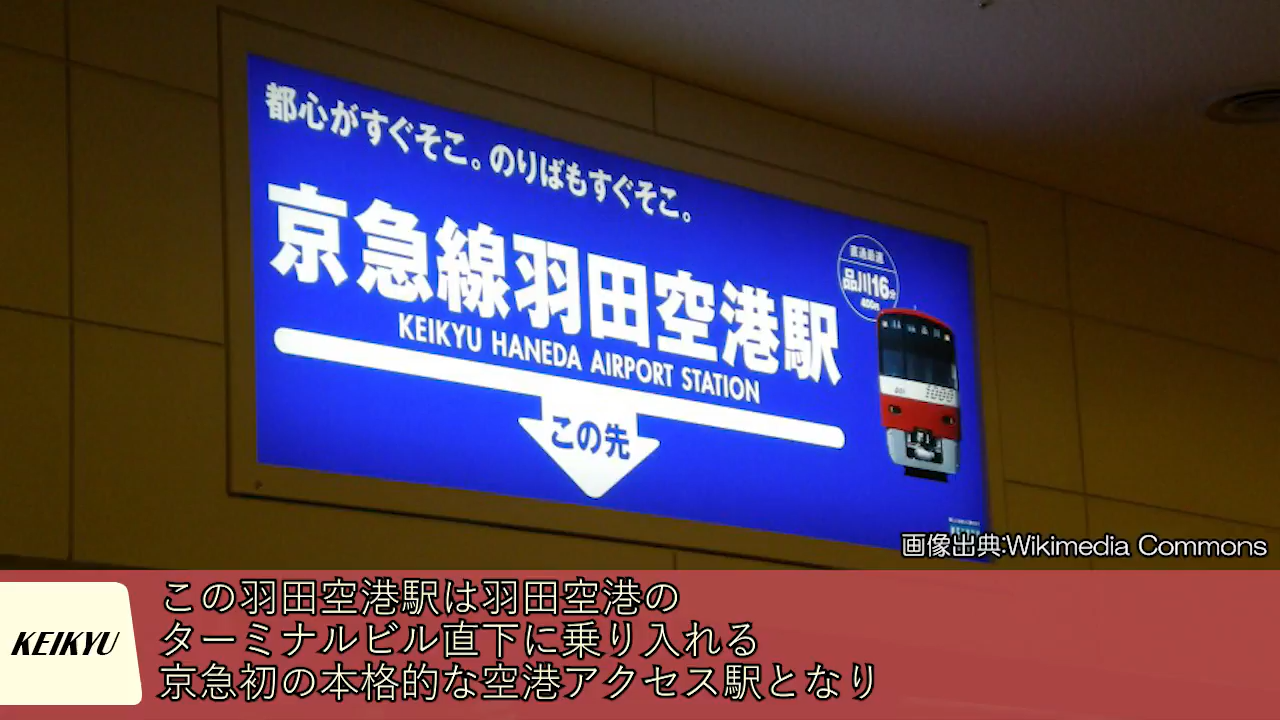 都心がすぐそこ。のりばもすぐそこ。
京急線羽田空港駅
KEIKYU HANEDA AIRPORT STATION
この先
品川16分
1000
画像出典:Wikimedia Commons
KEIKYU
この羽田空港駅は羽田空港の
ターミナルビル直下に乗り入れる
京急初の本格的な空港アクセス駅となり